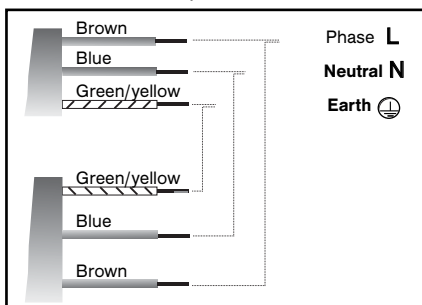 Brown
Phase L
Blue
Neutral N
Green/yellow
Earth
Green/yellow
Blue
Brown